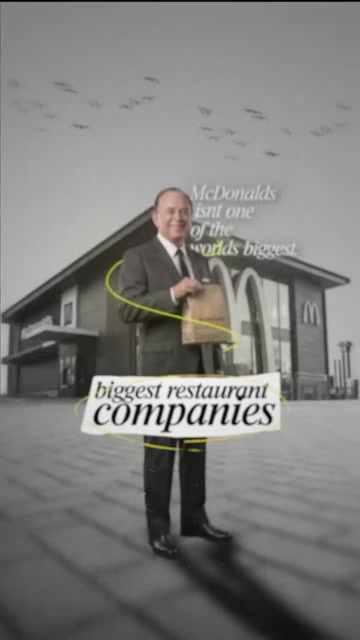 McDonalds
isnt one
of the
worlds biggest
biggest restaurant
companies